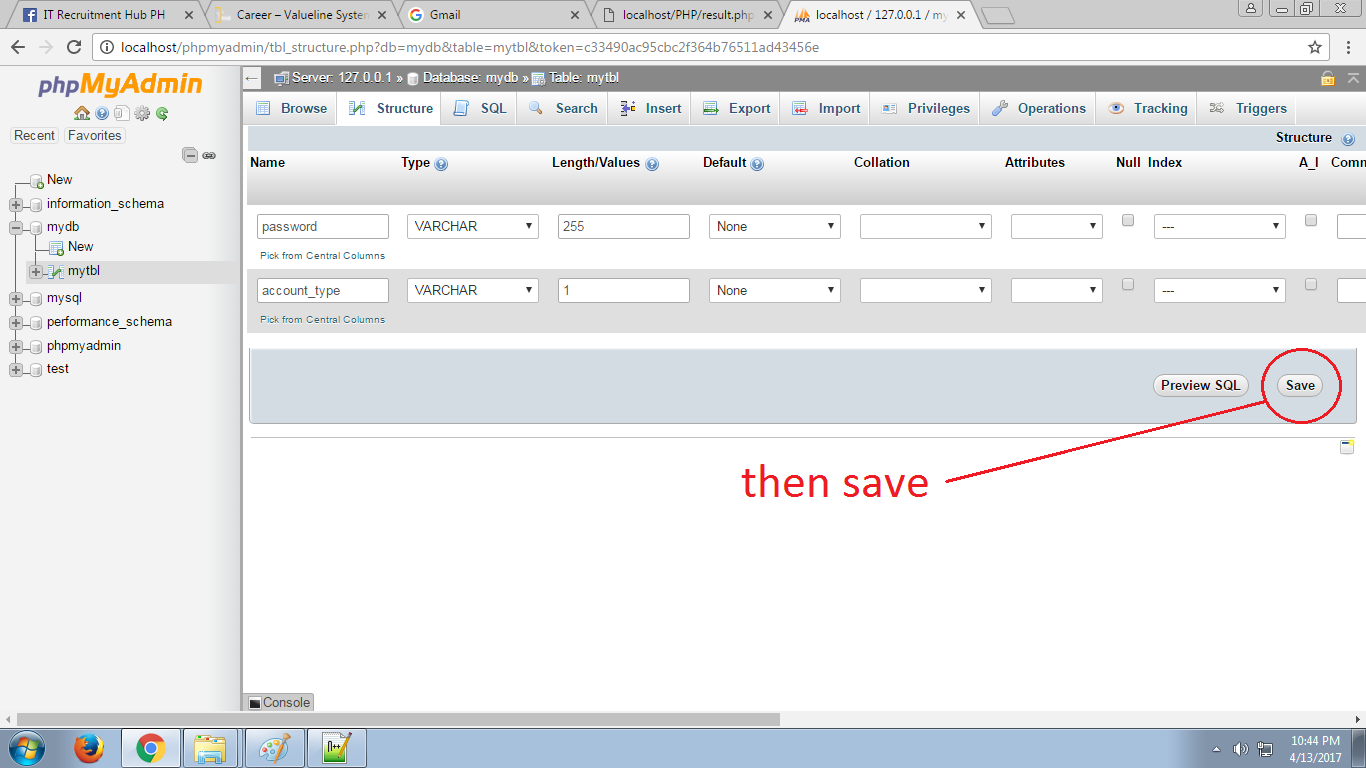 IT Recruitment Hub PH
Career – Valueline System
Gmail
localhost/PHP/result.php
localhost / 127.0.0.1 / my
localhost/phpmyadmin/tbl_structure.php?db=mydb&table=mytbl&token=c33490ac95cbc2f364b76511ad43456e
phpMyAdmin
Recent Favorites
New
information_schema
mydb
New
mytbl
mysql
performance_schema
phpmyadmin
test
Server: 127.0.0.1 » Database: mydb » Table: mytbl
Browse Structure SQL Search Insert Export Import Privileges Operations Tracking Triggers
Structure
Name Type Length/Values Default Collation Attributes Null Index A_I Comm
password VARCHAR 255 None ---
Pick from Central Columns
account_type VARCHAR 1 None ---
Pick from Central Columns
Preview SQL Save
then save
Console
10:44 PM
4/13/2017